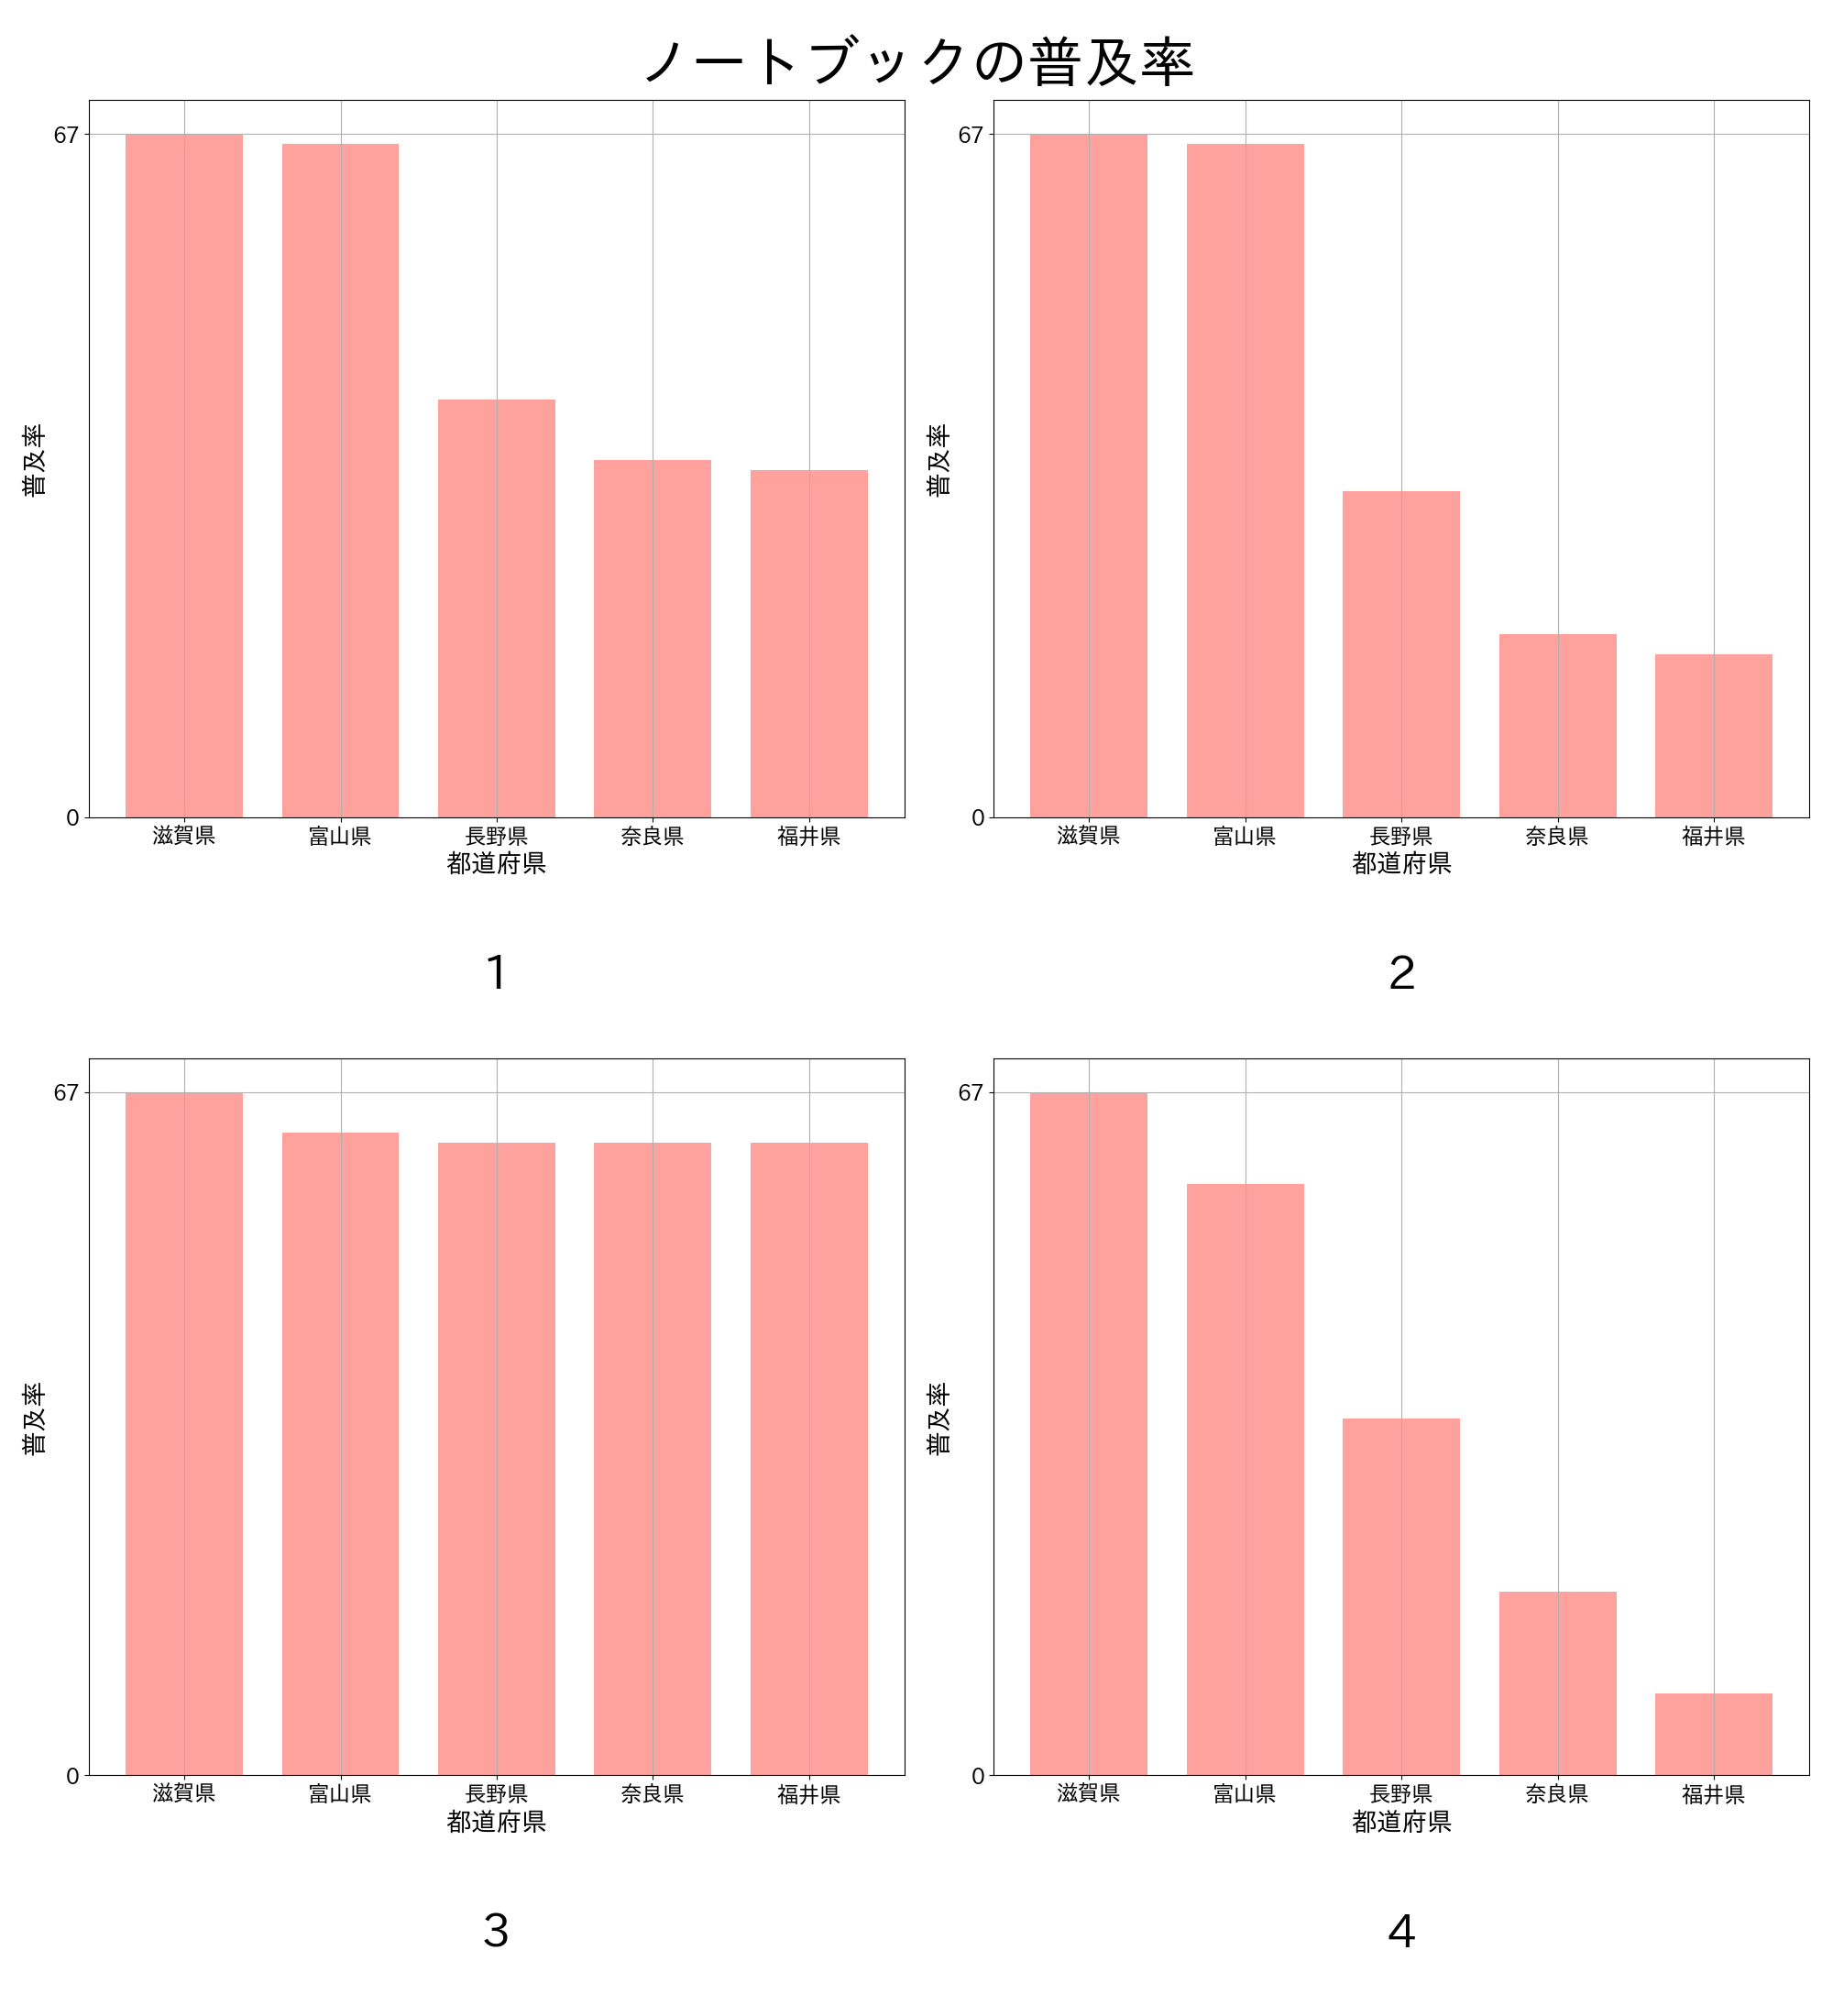 ノートブックの普及率
67
0
普及率
滋賀県 富山県 長野県 奈良県 福井県
都道府県
1
67
0
普及率
滋賀県 富山県 長野県 奈良県 福井県
都道府県
2
67
0
普及率
滋賀県 富山県 長野県 奈良県 福井県
都道府県
3
67
0
普及率
滋賀県 富山県 長野県 奈良県 福井県
都道府県
4